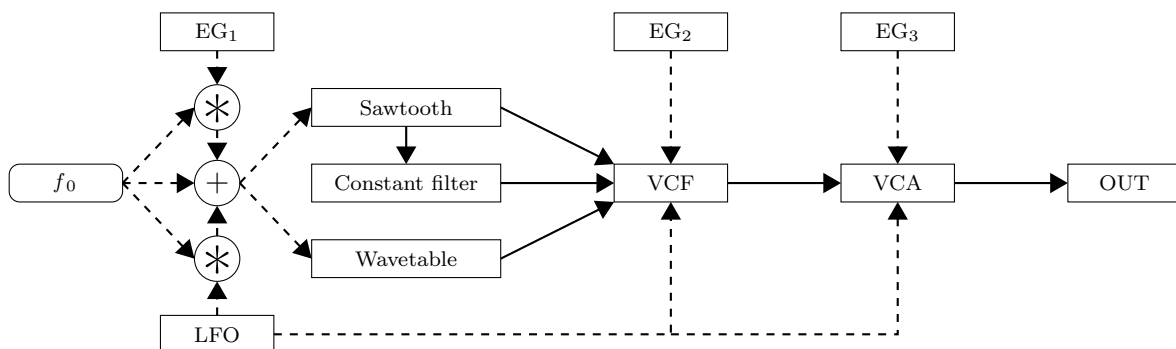 EG₁
EG₂
EG₃
*
Sawtooth
f₀
+
Constant filter
VCF
VCA
OUT
*
Wavetable
LFO